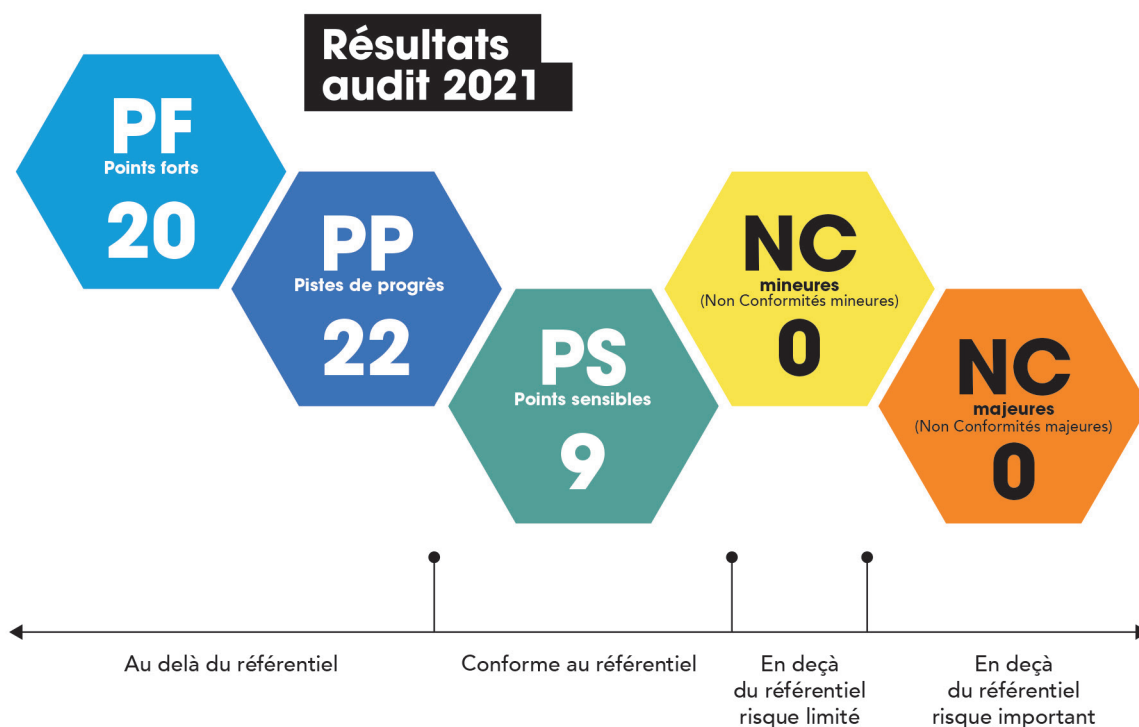 Résultats
audit 2021
PF
Points forts
20
PP
Pistes de progrès
22
PS
Points sensibles
9
NC
mineures
(Non Conformités mineures)
0
NC
majeures
(Non Conformités majeures)
0
Au delà du référentiel
Conforme au référentiel
En deçà
du référentiel
risque limité
En deçà
du référentiel
risque important